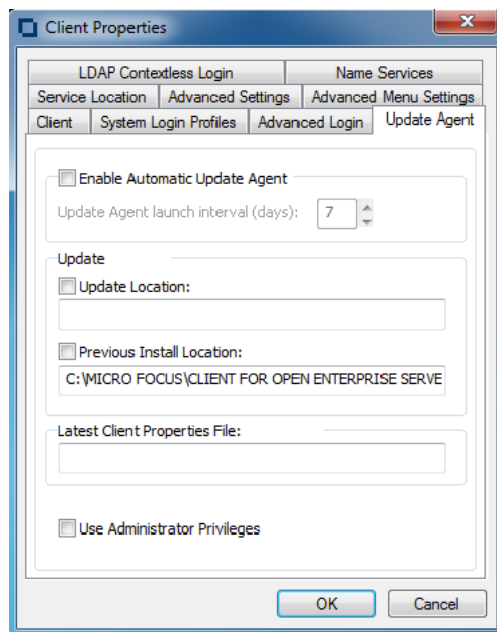 Client Properties
LDAP Contextless Login Name Services
Service Location Advanced Settings Advanced Menu Settings
Client System Login Profiles Advanced Login Update Agent
Enable Automatic Update Agent
Update Agent launch interval (days): 7
Update
Update Location:
Previous Install Location:
C:\MICRO FOCUS\CLIENT FOR OPEN ENTERPRISE SERVE
Latest Client Properties File:
Use Administrator Privileges
OK Cancel